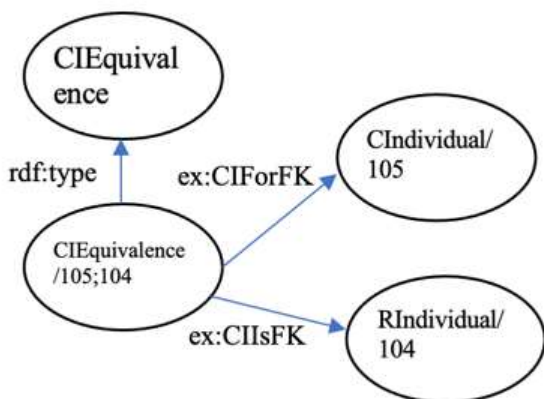 CIEquival
ence
rdf:type
ex:CIForFK
CIndividual/
105
CIEquivalence
/105;104
ex:CIIsFK
RIndividual/
104